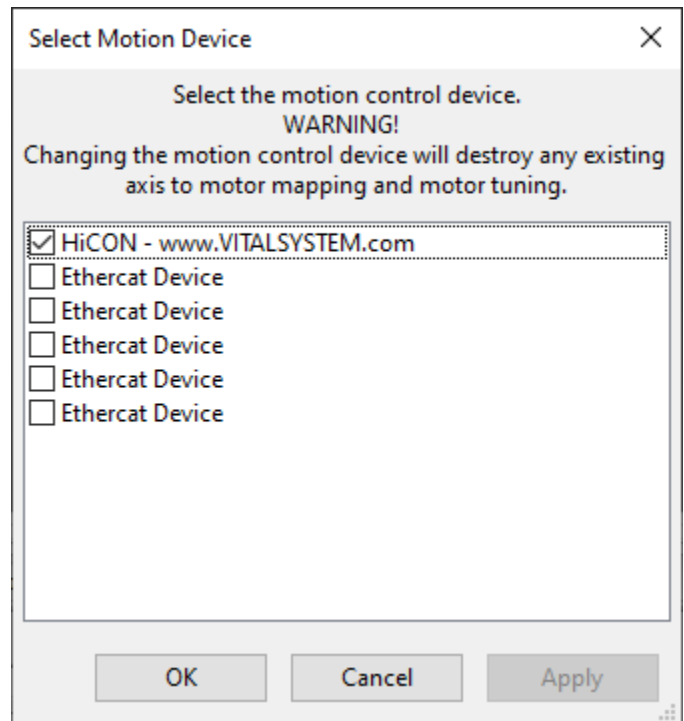 Select Motion Device
Select the motion control device.
WARNING!
Changing the motion control device will destroy any existing
axis to motor mapping and motor tuning.
HiCON - www.VITALSYSTEM.com
Ethercat Device
Ethercat Device
Ethercat Device
Ethercat Device
Ethercat Device
OK Cancel Apply